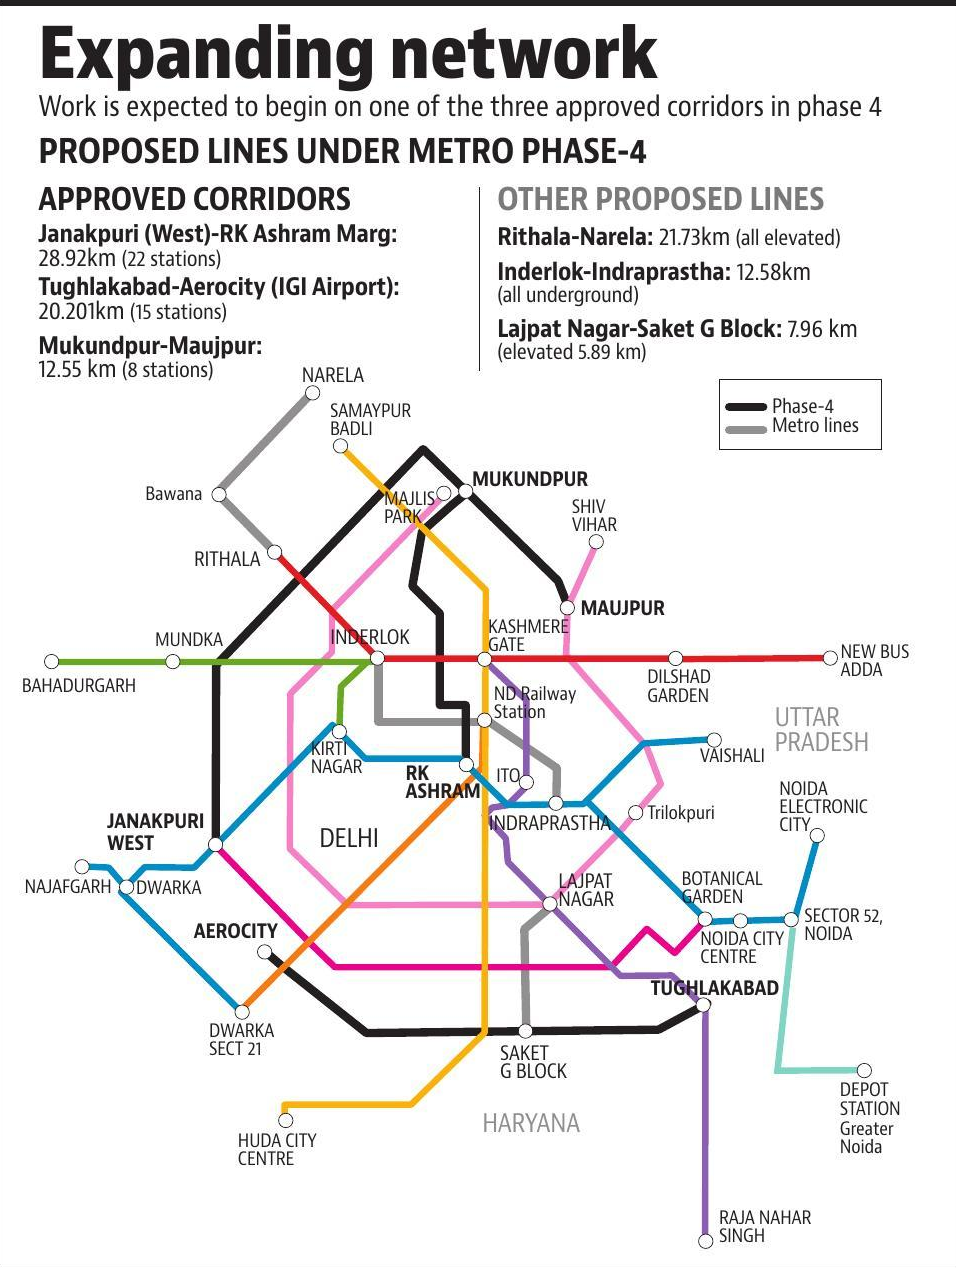 Expanding network
Work is expected to begin on one of the three approved corridors in phase 4
PROPOSED LINES UNDER METRO PHASE-4
APPROVED CORRIDORS
Janakpuri (West)-RK Ashram Marg:
28.92km (22 stations)
Tughlakabad-Aerocity (IGI Airport):
20.201km (15 stations)
Mukundpur-Maujpur:
12.55 km (8 stations)
OTHER PROPOSED LINES
Rithala-Narela: 21.73km (all elevated)
Inderlok-Indraprastha: 12.58km
(all underground)
Lajpat Nagar-Saket G Block: 7.96 km
(elevated 5.89 km)
Phase-4
Metro lines
NARELA
SAMAYPUR
BADLI
Bawana
MAJLIS
PARK
MUKUNDPUR
SHIV
VIHAR
RITHALA
MAUJPUR
MUNDKA
INDERLOK
KASHMERE
GATE
BAHADURGARH
DILSHAD
GARDEN
NEW BUS
ADDA
ND Railway
Station
UTTAR
PRADESH
KIRTI
NAGAR
RK
ASHRAM
ITO
VAISHALI
NOIDA
ELECTRONIC
CITY
JANAKPURI
WEST
DELHI
INDRAPRASTHA
Trilokpuri
NAJAFGARH
DWARKA
LAJPAT
NAGAR
BOTANICAL
GARDEN
AEROCITY
NOIDA CITY
CENTRE
SECTOR 52,
NOIDA
TUGHLAKABAD
DWARKA
SECT 21
SAKET
G BLOCK
DEPOT
STATION
Greater
Noida
HUDA CITY
CENTRE
HARYANA
RAJA NAHAR
SINGH